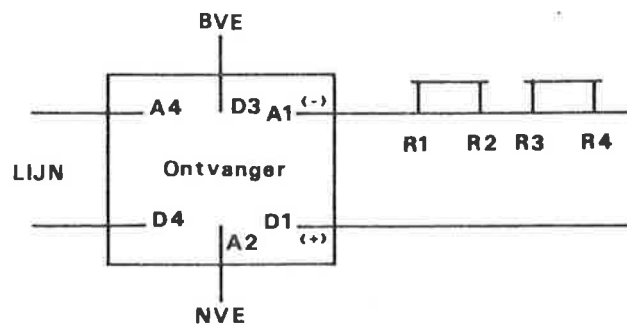 BVE
A4 D3 A1 (-)
R1 R2 R3 R4
LIJN Ontvanger
D4 D1
A2 (+)
NVE